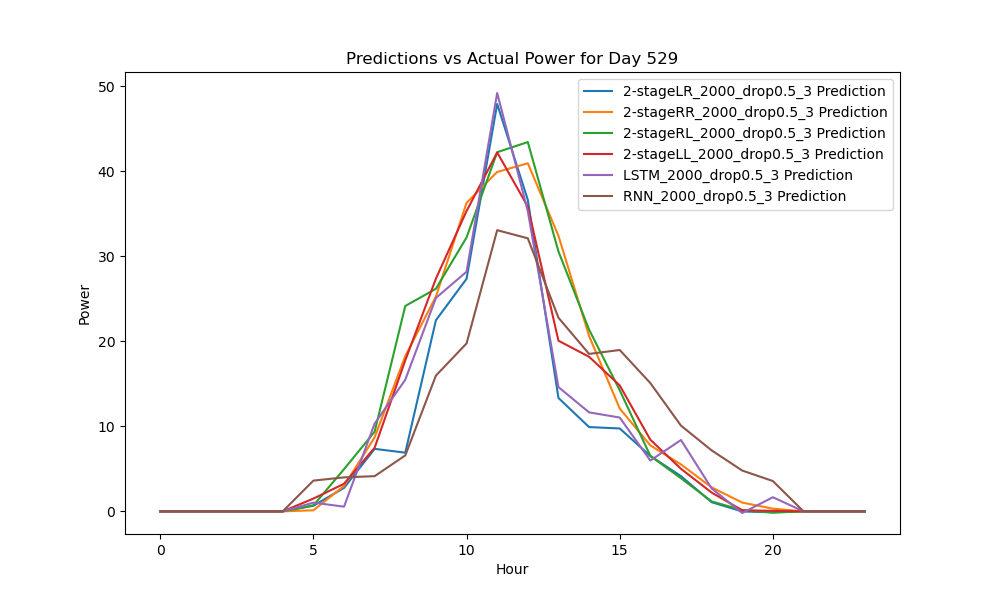 Predictions vs Actual Power for Day 529
2-stageLR_2000_drop0.5_3 Prediction
2-stageRR_2000_drop0.5_3 Prediction
2-stageRL_2000_drop0.5_3 Prediction
2-stageLL_2000_drop0.5_3 Prediction
LSTM_2000_drop0.5_3 Prediction
RNN_2000_drop0.5_3 Prediction
Power
50
40
30
20
10
0
0 5 10 15 20
Hour